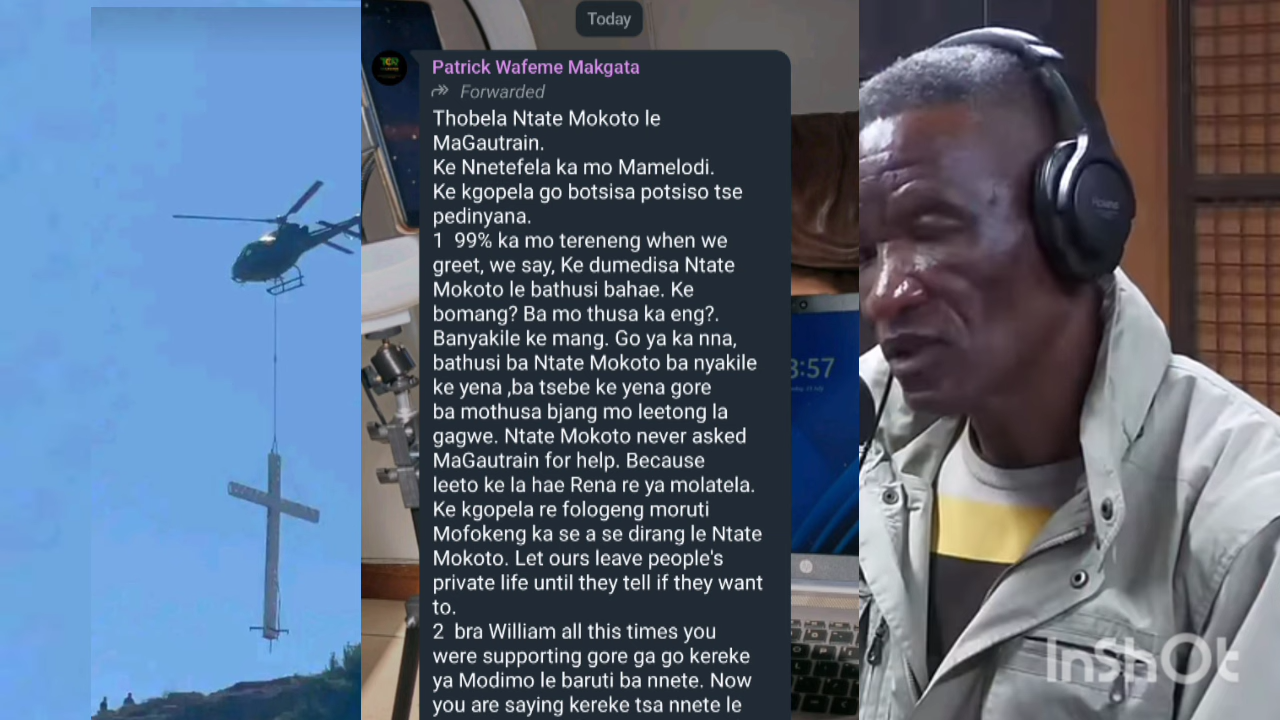 Today
Patrick Wafeme Makgata
Forwarded
Thobela Ntate Mokoto le
MaGautrain.
Ke Nnetefela ka mo Mamelodi.
Ke kgopela go botsisa potsiso tse
pedinyana.
1 99% ka mo tereneng when we
greet, we say, Ke dumedisa Ntate
Mokoto le bathusi bahae. Ke
bomang? Ba mo thusa ka eng?.
Banyakile ke mang. Go ya ka nna,
bathusi ba Ntate Mokoto ba nyakile
ke yena ,ba tsebe ke yena gore
ba mothusa bjang mo leetong la
gagwe. Ntate Mokoto never asked
MaGautrain for help. Because
leeto ke la hae Rena re ya molatela.
Ke kgopela re fologeng moruti
Mofokeng ka se a se dirang le Ntate
Mokoto. Let ours leave people's
private life until they tell if they want
to.
2 bra William all this times you
were supporting gore ga go kereke
ya Modimo le baruti ba nnete. Now
you are saying kereke tsa nnete le
3:57
InShOt